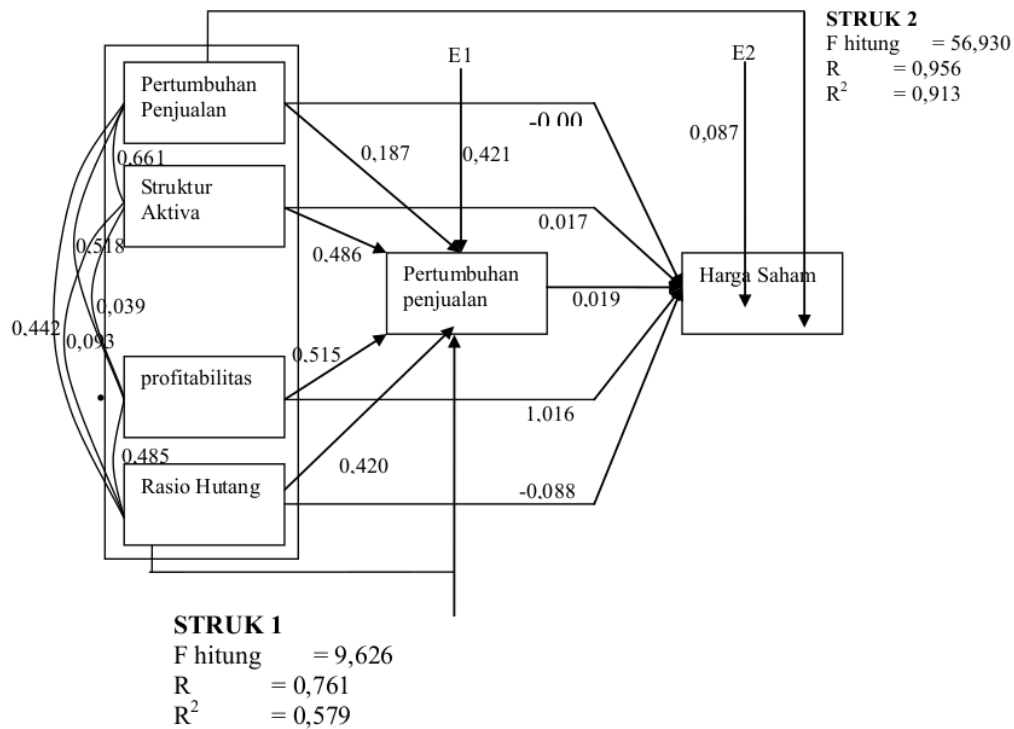 STRUK 2
F hitung = 56,930
R = 0,956
R² = 0,913
E1
E2
Pertumbuhan
Penjualan
-0.00
0,087
0,187
0,421
0.661
Struktur
Aktiva
0.017
0.518
0.486
Pertumbuhan
penjualan
Harga Saham
0.019
0,039
0,442
0,093
0.515
profitabilitas
1,016
0.485
0,420
Rasio Hutang
-0.088
STRUK 1
F hitung = 9,626
R = 0,761
R² = 0,579